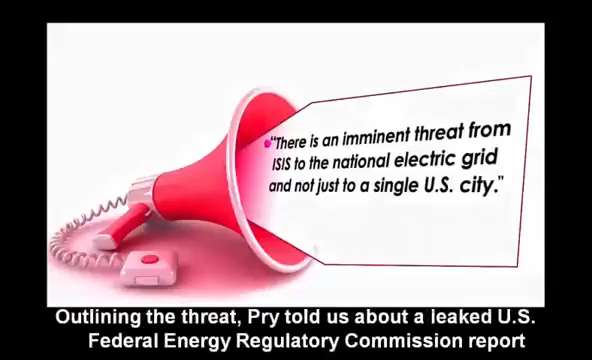 "There is an imminent threat from
ISIS to the national electric grid
and not just to a single U.S. city."
Outlining the threat, Pry told us about a leaked U.S.
Federal Energy Regulatory Commission report